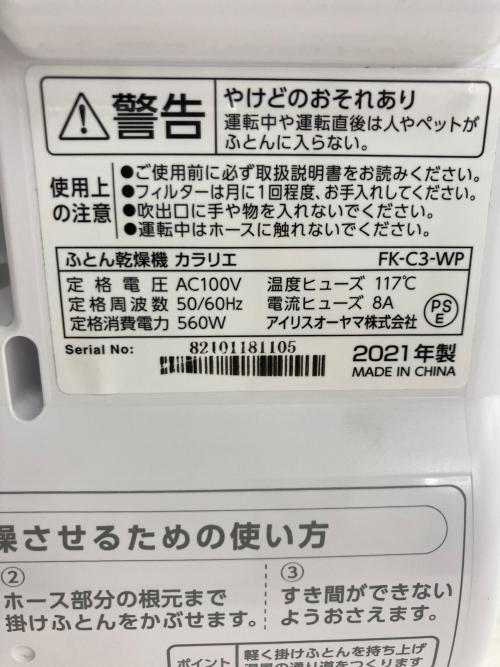 警告
やけどのおそれあり
運転中や運転直後は人やペットが
ふとんに入らない。
使用上
の注意
●ご使用前に必ず取扱説明書をお読みください。
●フィルターは月に1回程度、お手入れしてください。
●吹出口に手や物を入れないでください。
●運転中はホースに触れないでください。
ふとん乾燥機 カラリエ FK-C3-WP
定格電圧 AC100V 温度ヒューズ 117℃
定格周波数 50/60Hz 電流ヒューズ 8A
定格消費電力 560W アイリスオーヤマ株式会社
PSE
Serial No: 82101181105
2021年製
MADE IN CHINA
燥させるための使い方
②
ホース部分の根元まで
掛けふとんをかぶせます。
③
すき間ができない
ようおさえます。
ポイント
軽く掛けふとんを持ち上げ
温風の通り道をつくります